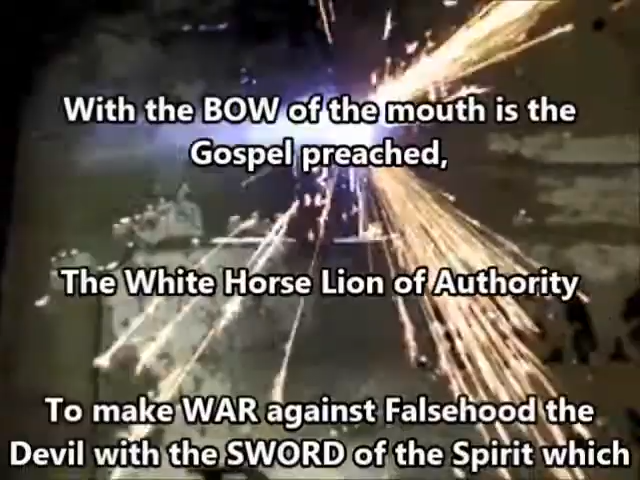 With the BOW of the mouth is the
Gospel preached,
The White Horse Lion of Authority
To make WAR against Falsehood the
Devil with the SWORD of the Spirit which